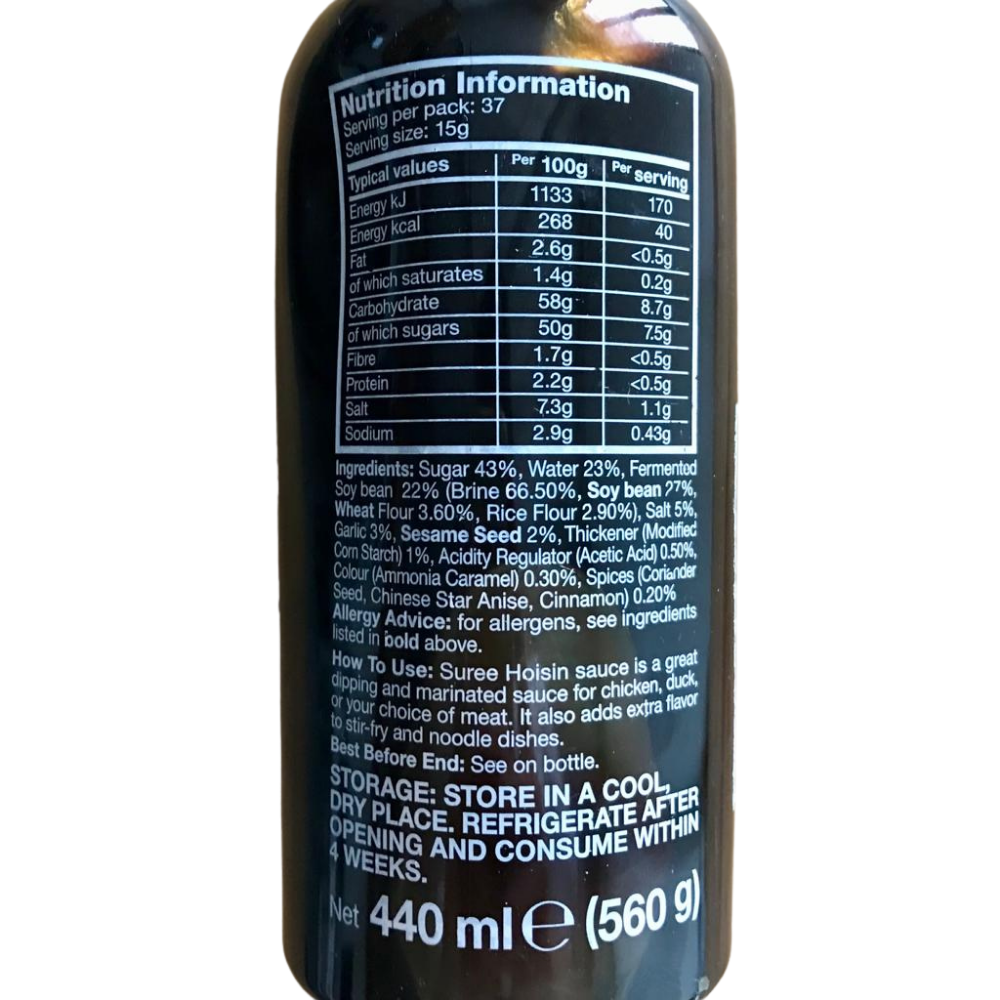 Nutrition Information
Serving per pack: 37
Serving size: 15g
Typical values Per 100g Per serving
Energy kJ 1133 170
Energy kcal 268 40
Fat 2.6g <0.5g
of which saturates 1.4g 0.2g
Carbohydrate 58g 8.7g
of which sugars 50g 7.5g
Fibre 1.7g <0.5g
Protein 2.2g <0.5g
Salt 7.3g 1.1g
Sodium 2.9g 0.43g
Ingredients: Sugar 43%, Water 23%, Fermented
Soy bean 22% (Brine 66.50%, Soy bean 27%,
Wheat Flour 3.60%, Rice Flour 2.90%), Salt 5%,
Garlic 3%, Sesame Seed 2%, Thickener (Modified
Corn Starch) 1%, Acidity Regulator (Acetic Acid) 0.50%,
Colour (Ammonia Caramel) 0.30%, Spices (Coriander
Seed, Chinese Star Anise, Cinnamon) 0.20%
Allergy Advice: for allergens, see ingredients
listed in bold above.
How To Use: Suree Hoisin sauce is a great
dipping and marinated sauce for chicken, duck,
or your choice of meat. It also adds extra flavor
to stir-fry and noodle dishes.
Best Before End: See on bottle.
STORAGE: STORE IN A COOL,
DRY PLACE. REFRIGERATE AFTER
OPENING AND CONSUME WITHIN
4 WEEKS.
Net 440 ml ℮ (560 g)